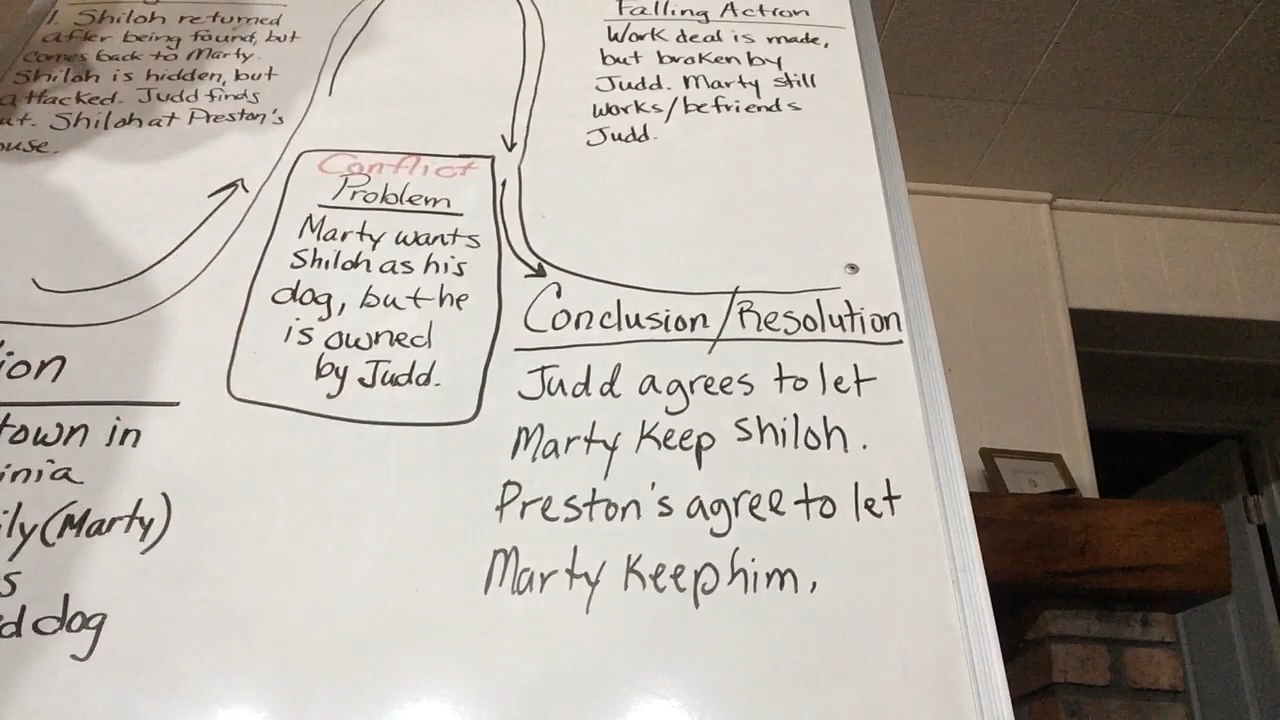 1. Shiloh returned
after being found, but
comes back to Marty.
Shiloh is hidden, but
attacked. Judd finds
ut. Shiloh at Preston's
ouse.
Falling Action
Work deal is made,
but broken by
Judd. Marty still
works/befriends
Judd.
Conflict
Problem
Marty wants
Shiloh as his
dog, but he
is owned
by Judd.
Conclusion/Resolution
Judd agrees to let
Marty Keep Shiloh.
Preston's agree to let
Marty Keep him.
ion
town in
inia
ily (Marty)
s
d dog